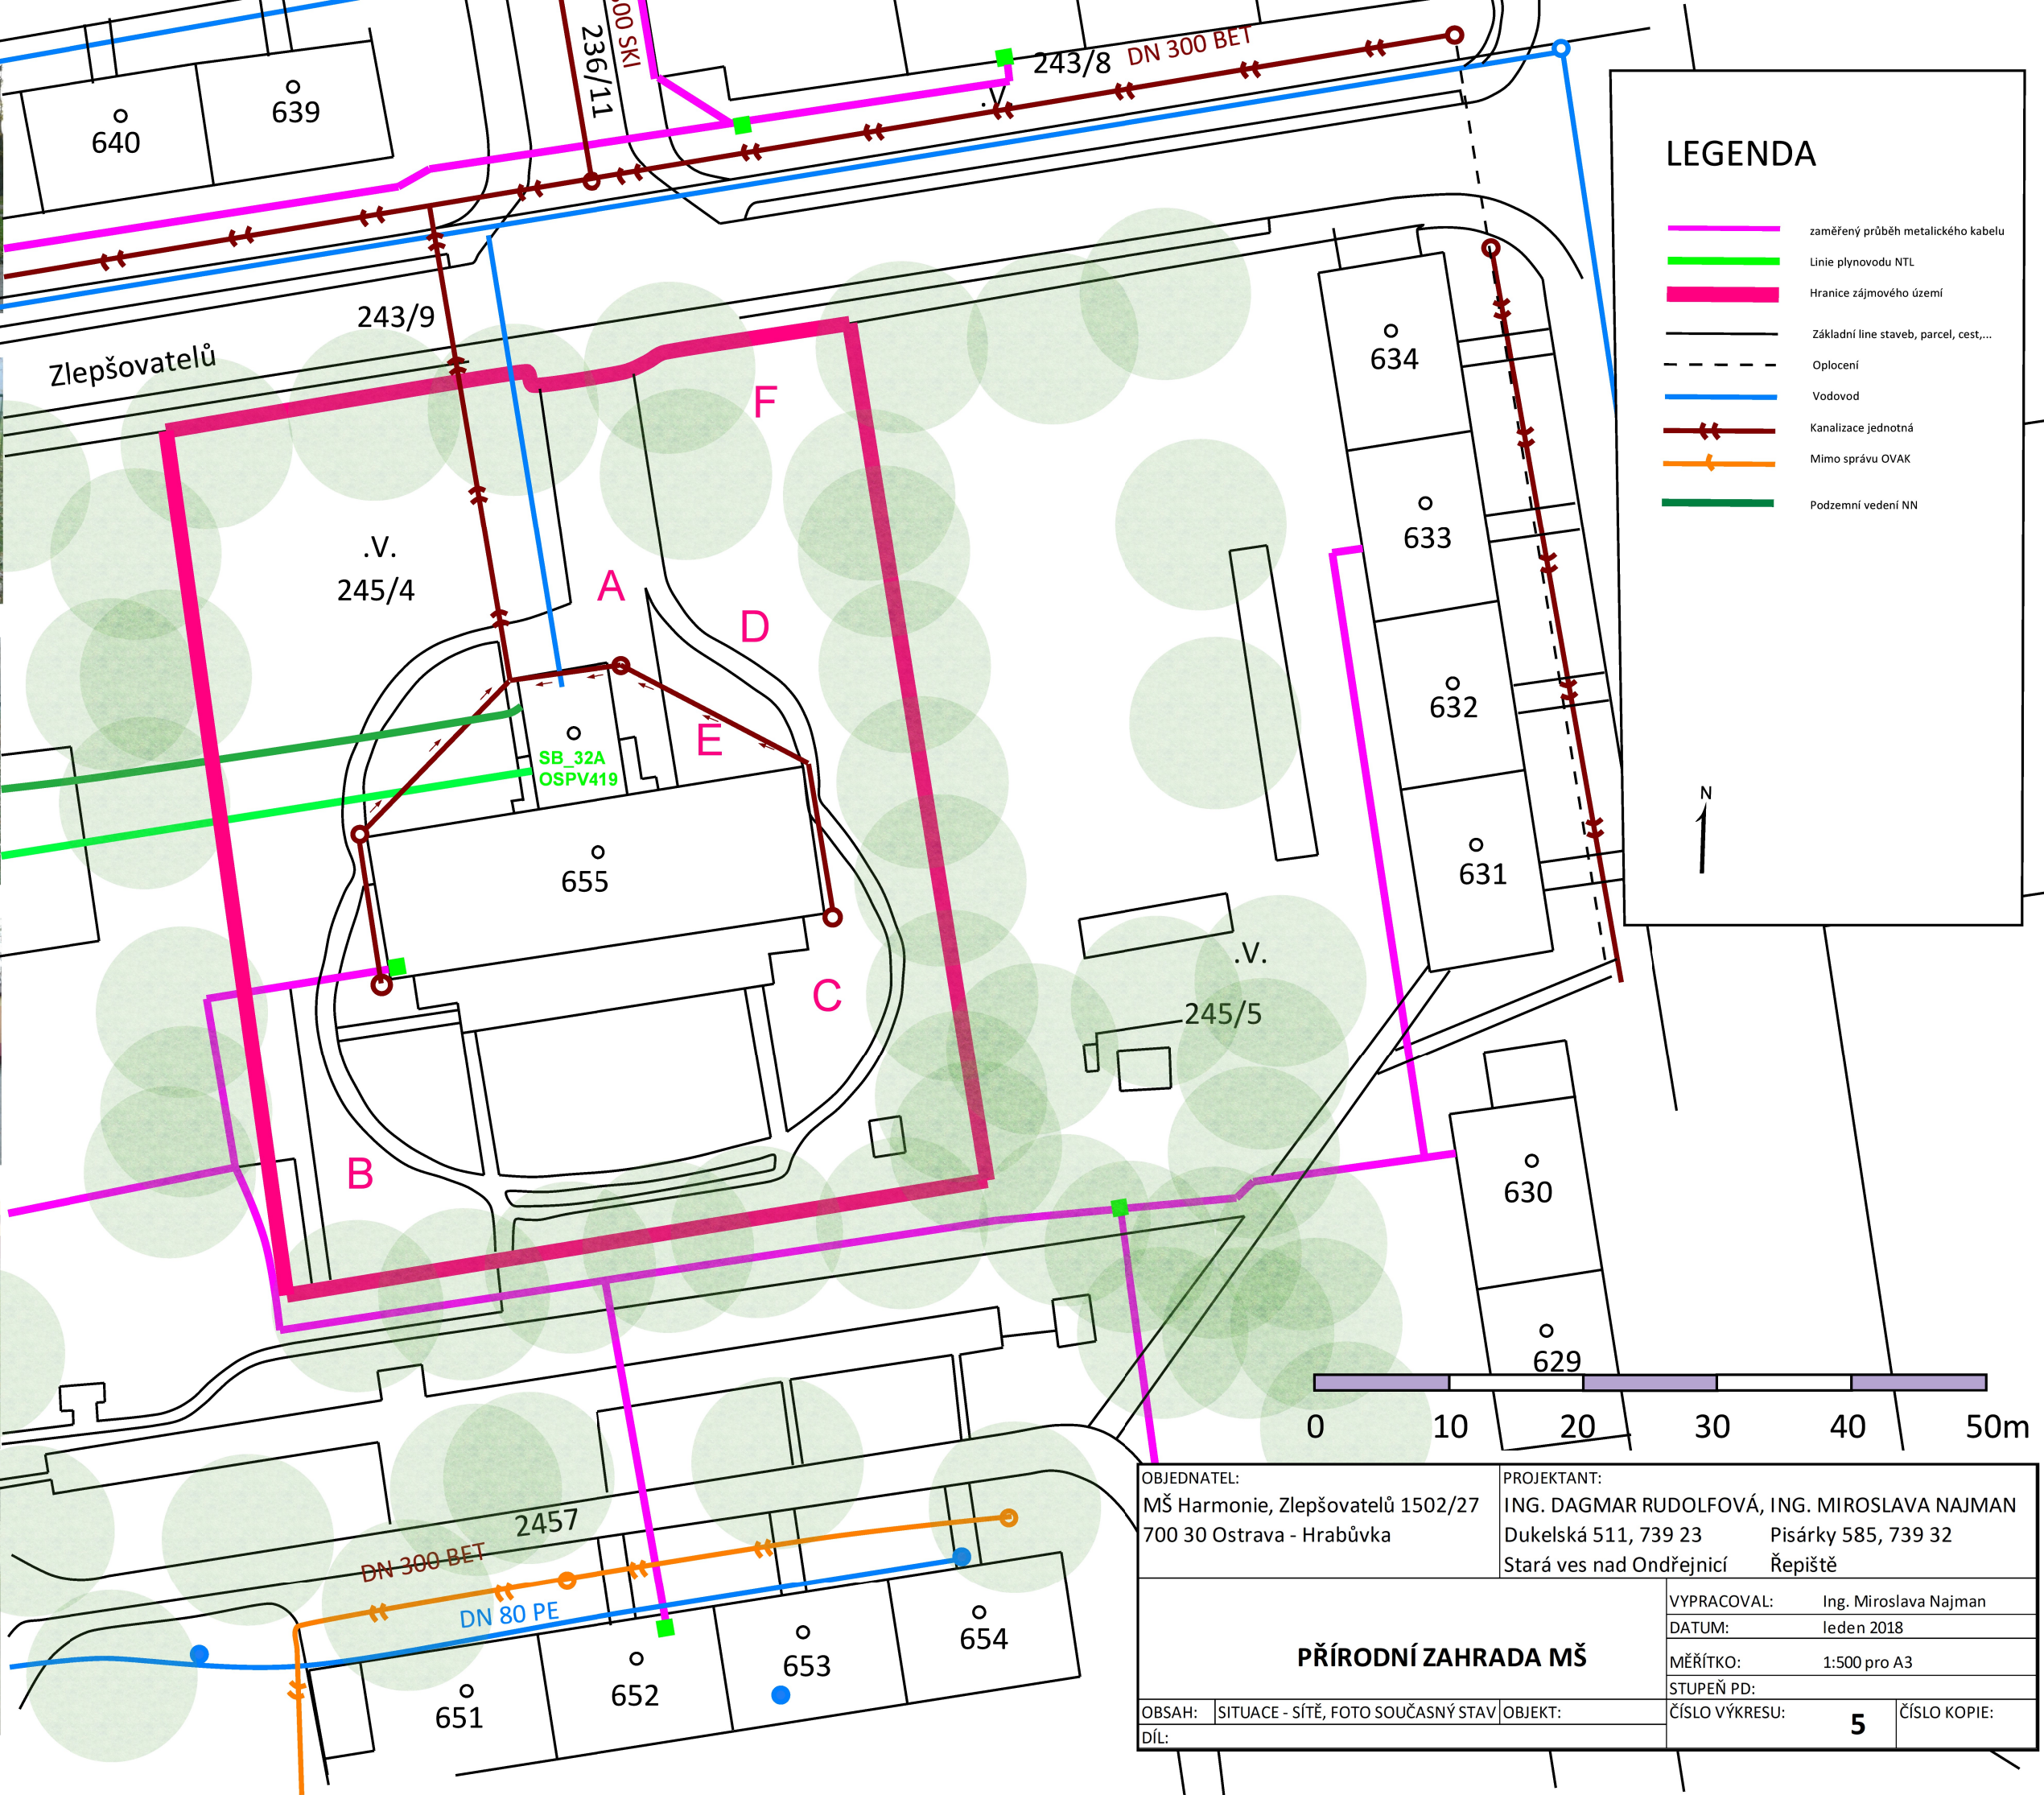 236/11
500 SKI
243/8
DN 300 BET
.V.
640
639
LEGENDA
zaměřený průběh metalického kabelu
Linie plynovodu NTL
Hranice zájmového území
Základní line staveb, parcel, cest,...
Oplocení
Vodovod
Kanalizace jednotná
Mimo správu OVAK
Podzemní vedení NN
N
243/9
Zlepšovatelů
634
F
.V.
245/4
A
D
633
E
632
SB_32A
OSPV419
655
631
C
.V.
245/5
B
630
629
0 10 20 30 40 50m
2457
DN 300 BET
DN 80 PE
651
652
653
654
OBJEDNATEL:
MŠ Harmonie, Zlepšovatelů 1502/27
700 30 Ostrava - Hrabůvka
PROJEKTANT:
ING. DAGMAR RUDOLFOVÁ, ING. MIROSLAVA NAJMAN
Dukelská 511, 739 23 Pisárky 585, 739 32
Stará ves nad Ondřejnicí Řepiště
PŘÍRODNÍ ZAHRADA MŠ
VYPRACOVAL: Ing. Miroslava Najman
DATUM: leden 2018
MĚŘÍTKO: 1:500 pro A3
STUPEŇ PD:
OBSAH: SITUACE - SÍTĚ, FOTO SOUČASNÝ STAV OBJEKT:
DÍL:
ČÍSLO VÝKRESU: 5 ČÍSLO KOPIE: